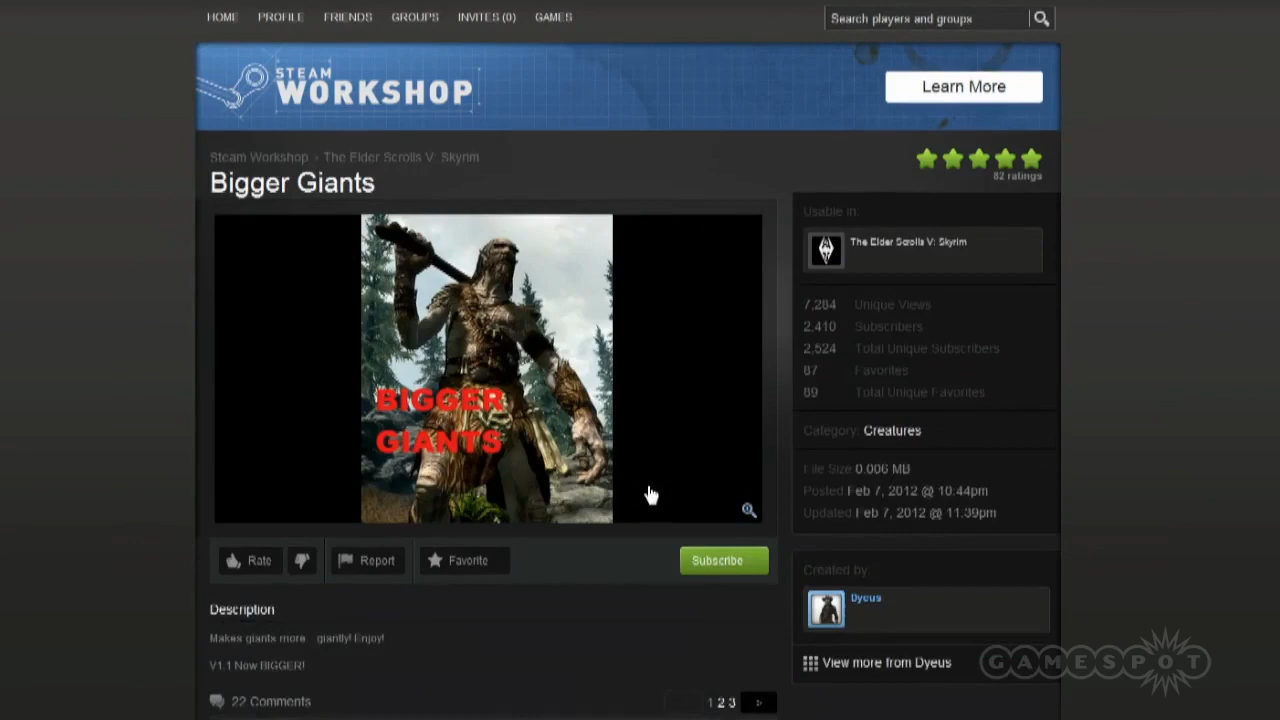 HOME PROFILE FRIENDS GROUPS INVITES (0) GAMES
Search players and groups
STEAM
WORKSHOP
Learn More
Steam Workshop > The Elder Scrolls V: Skyrim
Bigger Giants
82 ratings
BIGGER
GIANTS
Usable in:
The Elder Scrolls V: Skyrim
7,284 Unique Views
2,410 Subscribers
2,524 Total Unique Subscribers
87 Favorites
89 Total Unique Favorites
Category: Creatures
File Size 0.006 MB
Posted Feb 7, 2012 @ 10:44pm
Updated Feb 7, 2012 @ 11:39pm
Rate Report Favorite Subscribe
Created by:
Dyeus
View more from Dyeus
Description
Makes giants more giantly! Enjoy!
V1.1 Now BIGGER!
22 Comments
1 2 3 >
GAMESPOT